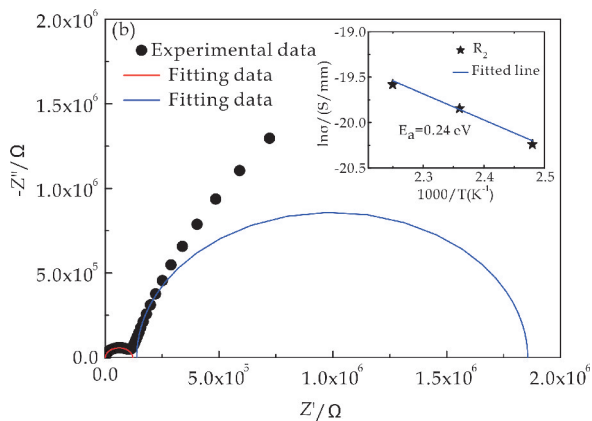 (b)
Experimental data
Fitting data
Fitting data
-Z''/Ω
-2.0x10⁶
-1.5x10⁶
1.0x10⁶
5.0x10⁵
0.0
0.0
5.0x10⁵
1.0x10⁶
1.5x10⁶
2.0x10⁶
Z'/Ω
lnσ/(S/mm)
-19.0
-19.5
-20.0
-20.5
R₂
Fitted line
Eₐ=0.24 eV
2.3
2.4
2.5
1000/T(K⁻¹)